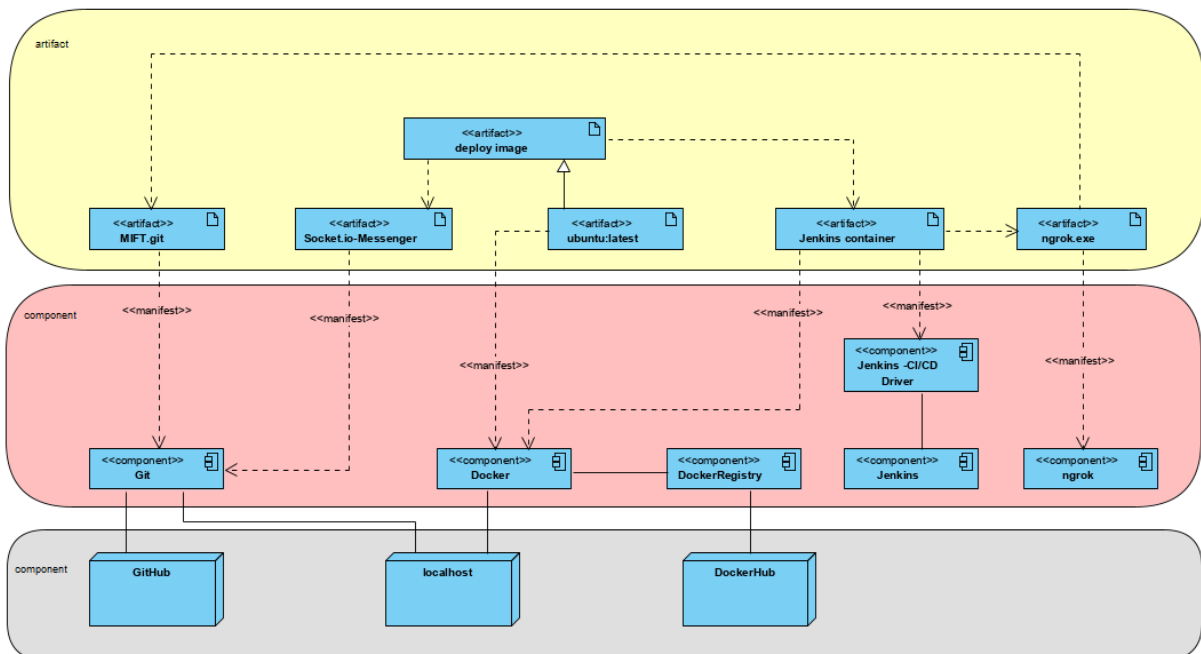 artifact
<<artifact>>
deploy image
<<artifact>>
MIFT.git
<<artifact>>
Socket.io-Messenger
<<artifact>>
ubuntu:latest
<<artifact>>
Jenkins container
<<artifact>>
ngrok.exe
component
<<manifest>>
<<manifest>>
<<manifest>>
<<manifest>>
<<manifest>>
<<component>>
Jenkins -CI/CD
Driver
<<component>>
Git
<<component>>
Docker
<<component>>
DockerRegistry
<<component>>
Jenkins
<<component>>
ngrok
component
GitHub
localhost
DockerHub